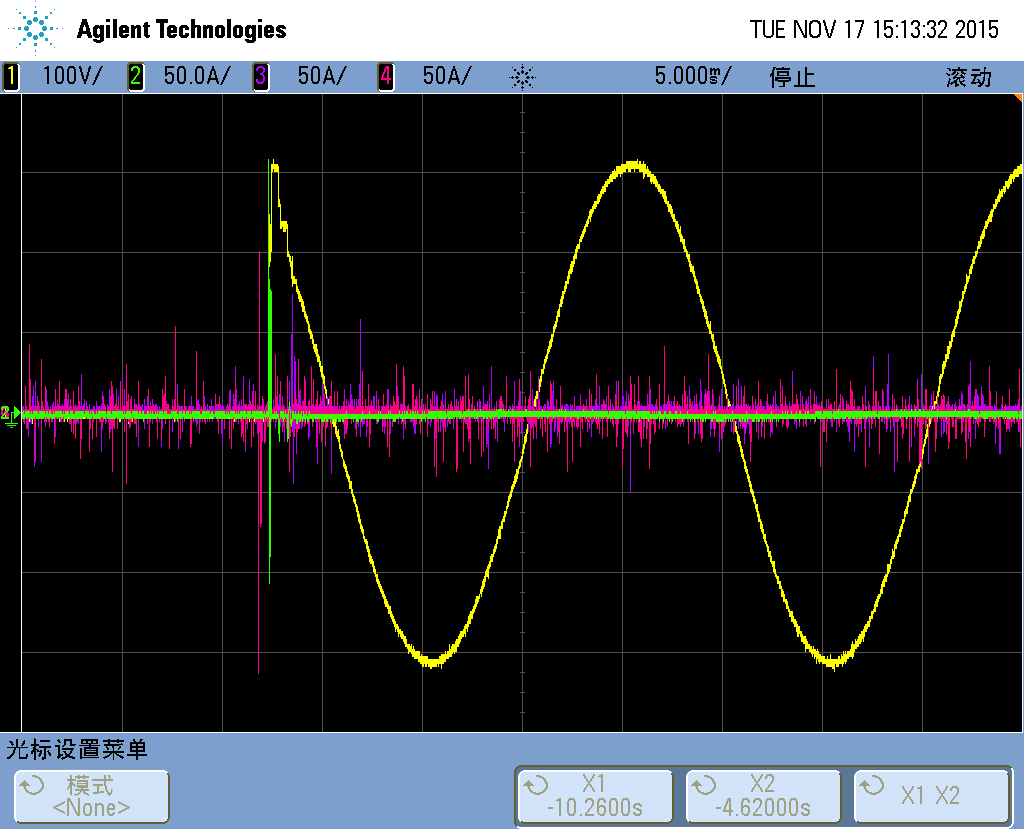 Agilent Technologies
TUE NOV 17 15:13:32 2015
1 100V/ 2 50.0A/ 3 50A/ 4 50A/ 5.000ms/ 停止 滚动
光标设置菜单
模式
<None>
X1
-10.2600s
X2
-4.62000s
X1 X2